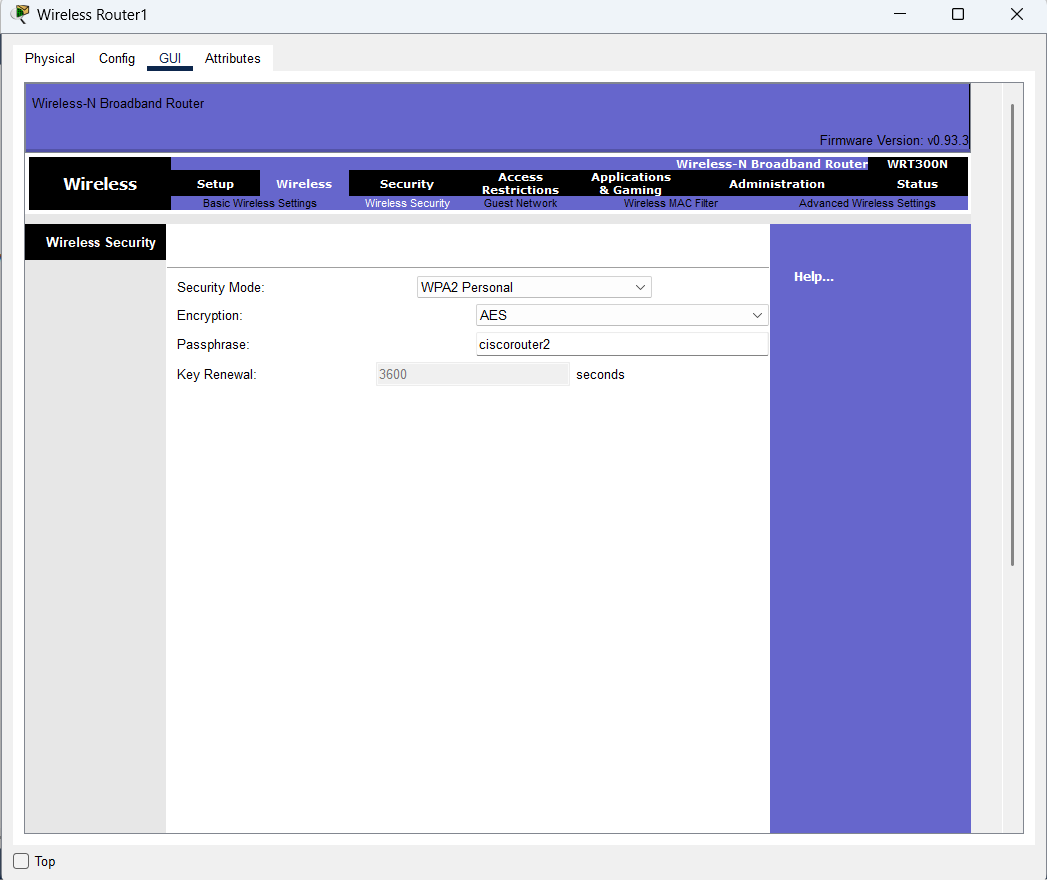 Wireless Router1
Physical Config GUI Attributes
Wireless-N Broadband Router
Firmware Version: v0.93.3
Wireless-N Broadband Router WRT300N
Wireless
Setup Wireless Security Access Restrictions Applications & Gaming Administration Status
Basic Wireless Settings Wireless Security Guest Network Wireless MAC Filter Advanced Wireless Settings
Wireless Security
Help...
Security Mode: WPA2 Personal
Encryption: AES
Passphrase: ciscorouter2
Key Renewal: 3600 seconds
Top